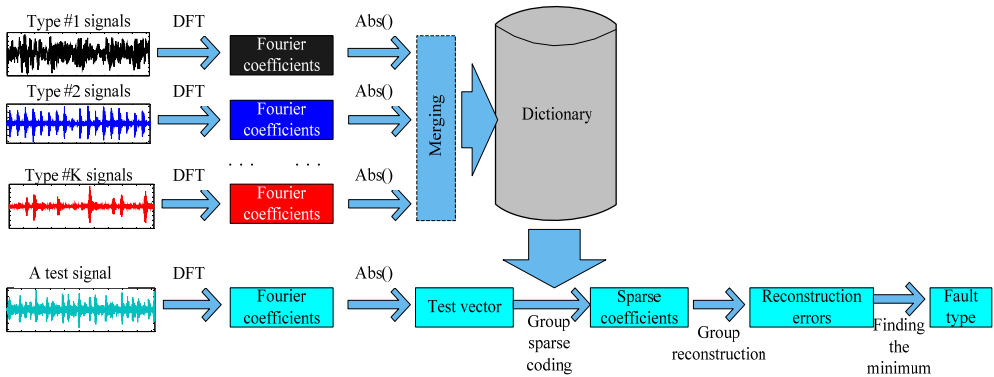 Type #1 signals
DFT
Fourier
coefficients
Abs()
Type #2 signals
DFT
Fourier
coefficients
Abs()
. . .
. . .
Type #K signals
DFT
Fourier
coefficients
Abs()
Merging
Dictionary
A test signal
DFT
Fourier
coefficients
Abs()
Test vector
Group
sparse
coding
Sparse
coefficients
Group
reconstruction
Reconstruction
errors
Finding
the
minimum
Fault
type